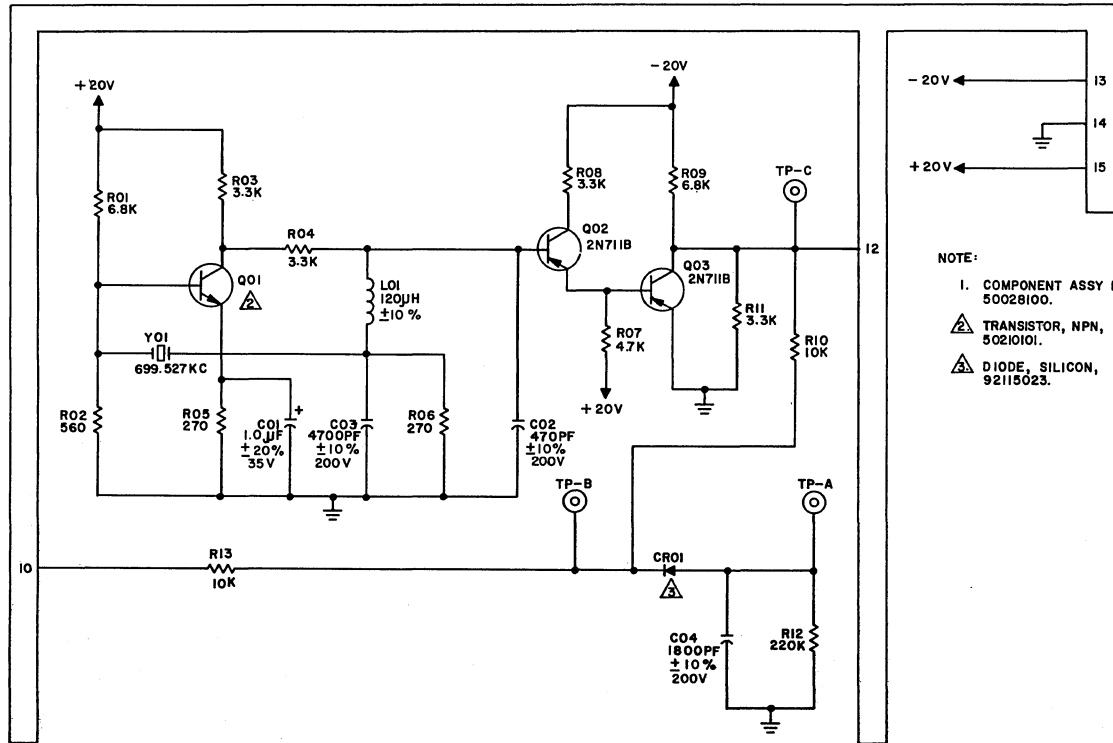 +20V
R01
6.8K
R03
3.3K
R04
3.3K
Q01
2
Y01
699.527KC
R02
560
R05
270
+
C01
1.0µF
±20%
35V
L01
120µH
±10%
C03
4700PF
±10%
200V
R06
270
C02
470PF
±10%
200V
-20V
R08
3.3K
R09
6.8K
Q02
2N711B
Q03
2N711B
R07
4.7K
+20V
R11
3.3K
TP-C
R10
10K
12
10
R13
10K
TP-B
CR01
3
TP-A
C04
1800PF
±10%
200V
R12
220K
-20V
13
14
+20V
15
NOTE:
1. COMPONENT ASSY
50028100.
2. TRANSISTOR, NPN,
50210101.
3. DIODE, SILICON,
92115023.